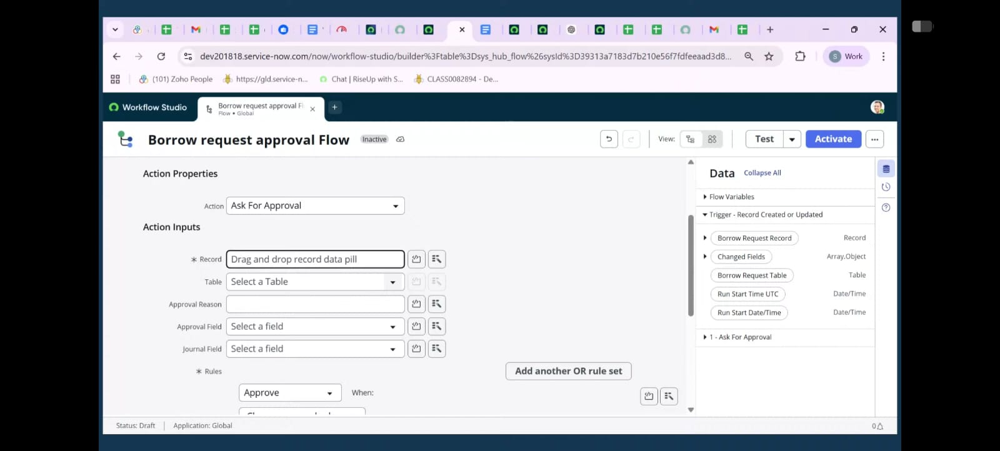 dev201818.service-now.com/now/workflow-studio/builder%3Ftable%3Dsys_hub_flow%26sysId%3D39313a7183d7b210e56f7fdfeeaad3d8...
S Work
(101) Zoho People
https://gld.service-n...
Chat | RiseUp with S...
CLASS0082894 - De...
Workflow Studio
Borrow request approval Fl
Flow • Global
Borrow request approval Flow
Inactive
View:
Test
Activate
Action Properties
Action Ask For Approval
Action Inputs
* Record Drag and drop record data pill
Table Select a Table
Approval Reason
Approval Field Select a field
Journal Field Select a field
* Rules
Add another OR rule set
Approve When:
Data Collapse All
Flow Variables
Trigger - Record Created or Updated
Borrow Request Record Record
Changed Fields Array.Object
Borrow Request Table Table
Run Start Time UTC Date/Time
Run Start Date/Time Date/Time
1 - Ask For Approval
Status: Draft | Application: Global
0